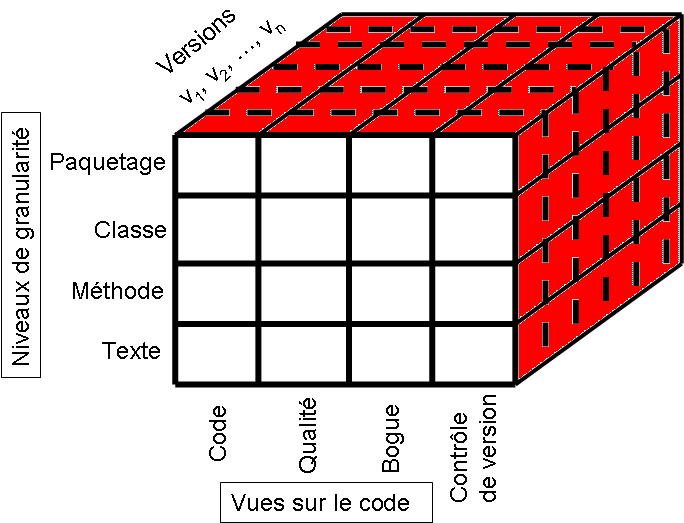 Versions
v1, v2, ..., vn
Niveaux de granularité
Paquetage
Classe
Méthode
Texte
Code
Qualité
Bogue
Contrôle
de version
Vues sur le code